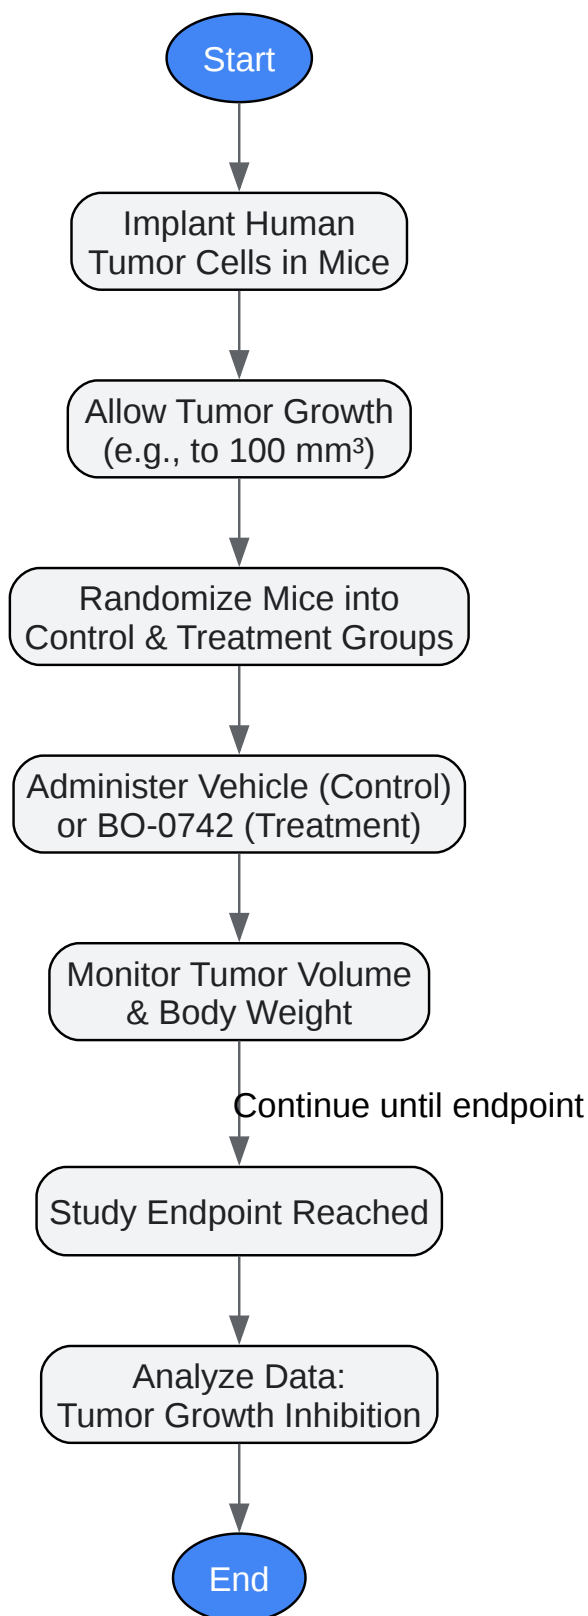 Start
Implant Human
Tumor Cells in Mice
Allow Tumor Growth
(e.g., to 100 mm³)
Randomize Mice into
Control & Treatment Groups
Administer Vehicle (Control)
or BO-0742 (Treatment)
Monitor Tumor Volume
& Body Weight
Continue until endpoint
Study Endpoint Reached
Analyze Data:
Tumor Growth Inhibition
End